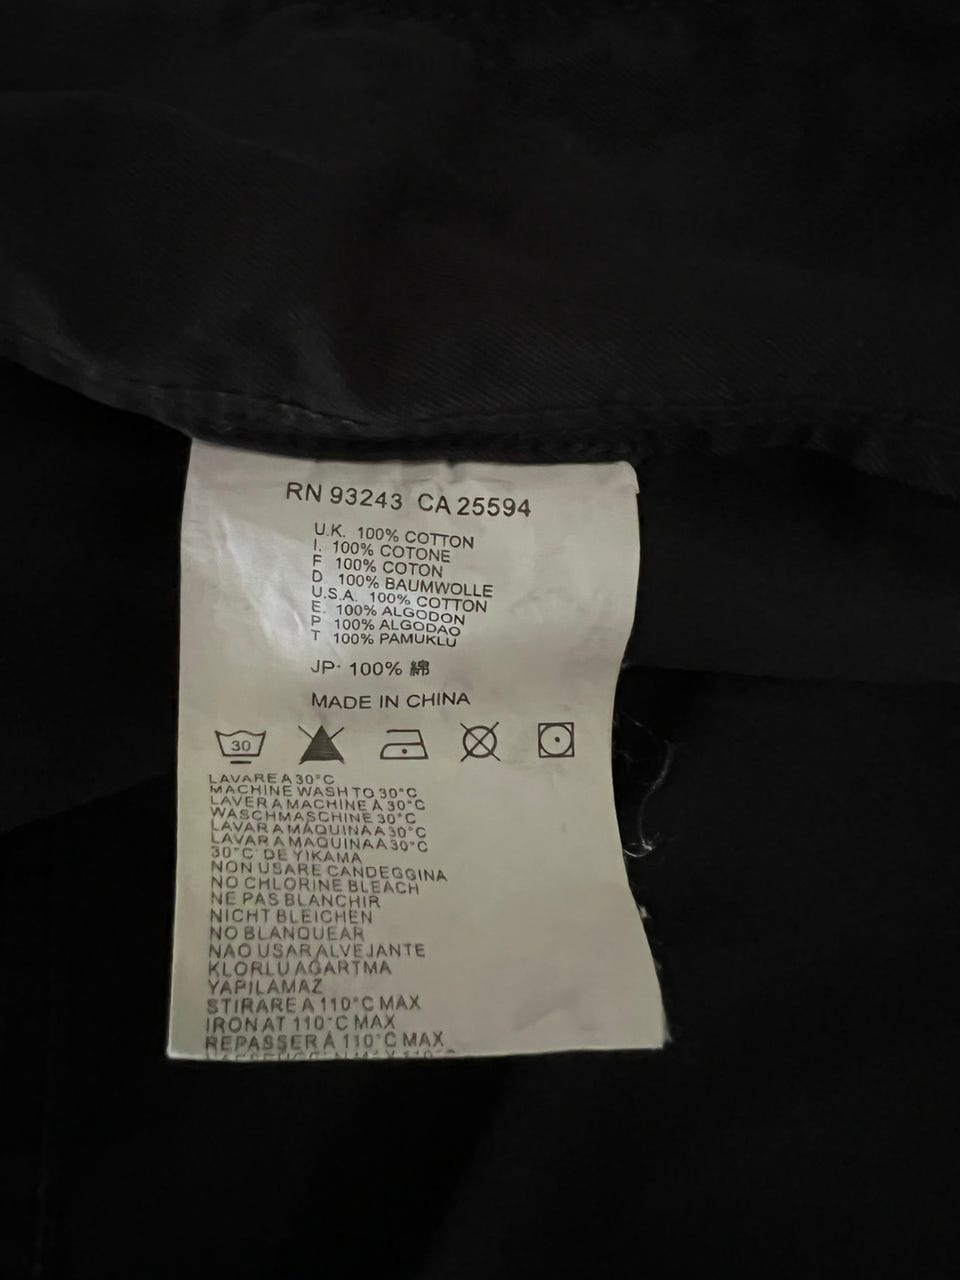 RN 93243 CA 25594
U.K. 100% COTTON
I. 100% COTONE
F 100% COTON
D. 100% BAUMWOLLE
U.S.A. 100% COTTON
E. 100% ALGODON
P 100% ALGODAO
T 100% PAMUKLU
JP· 100% 綿
MADE IN CHINA
30
LAVARE A 30°C
MACHINE WASH TO 30°C
LAVER A MACHINE À 30°C
WASCHMASCHINE 30°C
LAVAR A MÁQUINA A 30°C
LAVAR A MAQUINA A 30°C
30°C DE YIKAMA
NON USARE CANDEGGINA
NO CHLORINE BLEACH
NE PAS BLANCHIR
NICHT BLEICHEN
NO BLANQUEAR
NAO USAR ALVEJANTE
KLORLU AGARTMA
YAPILAMAZ
STIRARE A 110°C MAX
IRON AT 110°C MAX
REPASSER À 110°C MAX